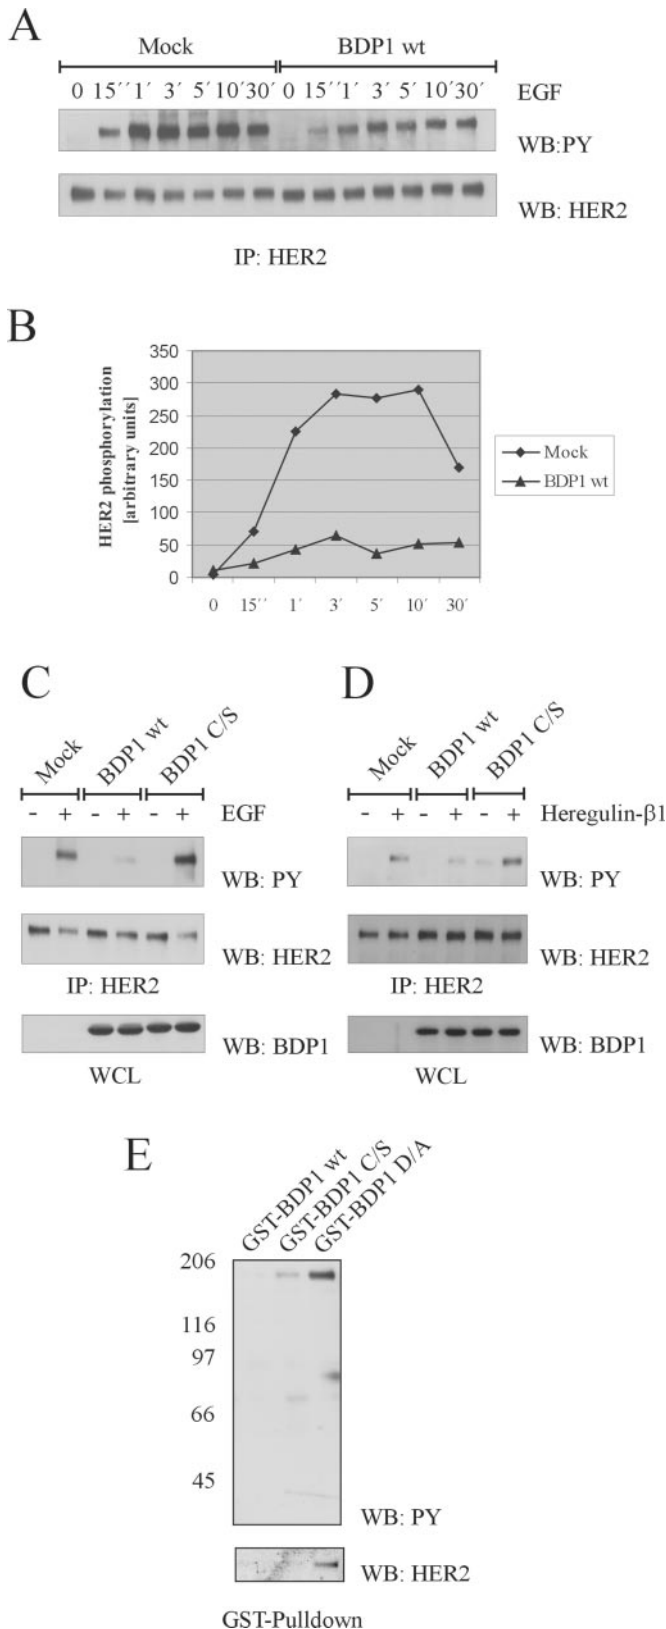 A
Mock BDP1 wt
0 15´´ 1´ 3´ 5´ 10´ 30´ 0 15´´ 1´ 3´ 5´ 10´ 30´ EGF
WB:PY
WB: HER2
IP: HER2
B
HER2 phosphorylation
[arbitrary units]
350
300
250
200
150
100
50
0
0 15´´ 1´ 3´ 5´ 10´ 30´
Mock
BDP1 wt
C
Mock BDP1 wt BDP1 C/S
- + - + - + EGF
WB: PY
WB: HER2
IP: HER2
WB: BDP1
WCL
D
Mock BDP1 wt BDP1 C/S
- + - + - + Heregulin-β1
WB: PY
WB: HER2
IP: HER2
WB: BDP1
WCL
E
GST-BDP1 wt
GST-BDP1 C/S
GST-BDP1 D/A
206
116
97
66
45
WB: PY
WB: HER2
GST-Pulldown